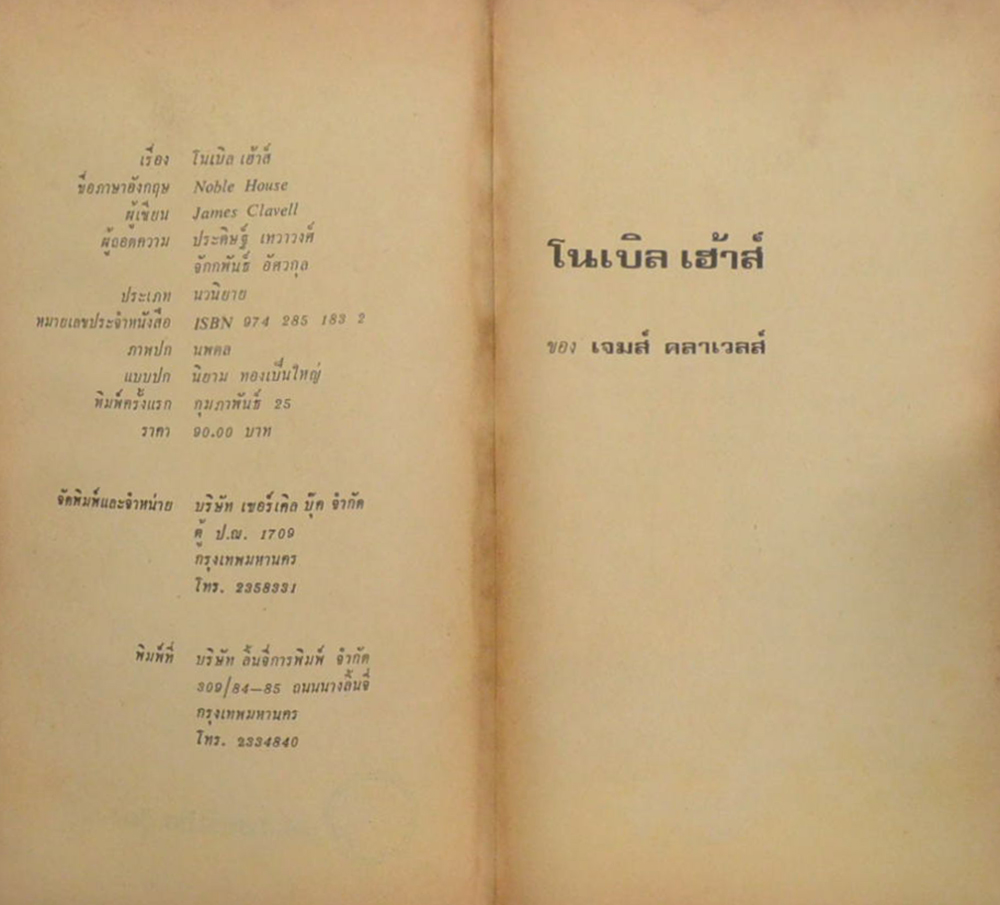 เรื่อง โนเบิล เฮ้าส์
ชื่อภาษาอังกฤษ Noble House
ผู้เขียน James Clavell
ผู้ถอดความ ประดิษฐ์ เทวาวงศ์
จักกพันธ์ อัศวกุล
ประเภท นวนิยาย
หมายเลขประจำหนังสือ ISBN 974 285 183 2
ภาพปก นพดล
แบบปก นิยาม ทองเป็นใหญ่
พิมพ์ครั้งแรก กุมภาพันธ์ 25
ราคา 90.00 บาท
จัดพิมพ์และจำหน่าย บริษัท เซอร์เคิล บุ๊ค จำกัด
ตู้ ป.ณ. 1709
กรุงเทพมหานคร
โทร. 2358331
พิมพ์ที่ บริษัท ลิ้นจี่การพิมพ์ จำกัด
309/84—85 ถนนนางลิ้นจี่
กรุงเทพมหานคร
โทร. 2334840
โนเบิล เฮ้าส์
ของ เจมส์ คลาเวลส์